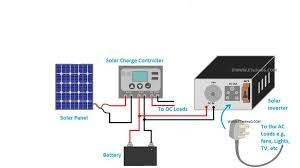 Solar Charge Controller
To DC Loads
Solar
Inverter
Solar Panel
Battery
To the AC
Loads e.g,
fans, Lights,
TV, etc